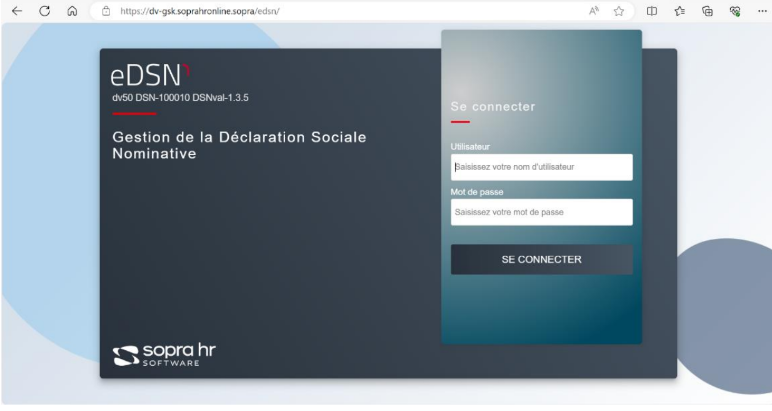 https://dv-gsk.soprahronline.sopra/edsn/
eDSN
dv50 DSN-100010 DSNval-1.3.5
Gestion de la Déclaration Sociale
Nominative
Se connecter
Utilisateur
Saisissez votre nom d'utilisateur
Mot de passe
Saisissez votre mot de passe
SE CONNECTER
sopra hr
SOFTWARE